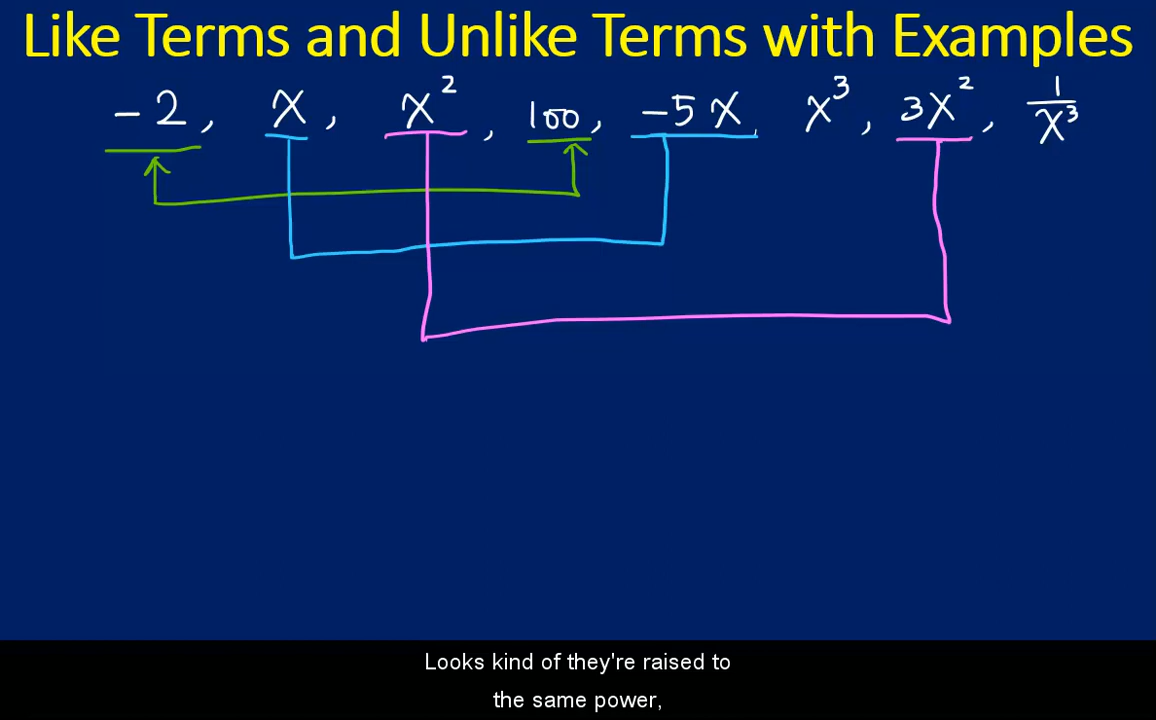 Like Terms and Unlike Terms with Examples
-2, x, x², 100, -5x, x³, 3x², 1/x³
Looks kind of they're raised to
the same power,